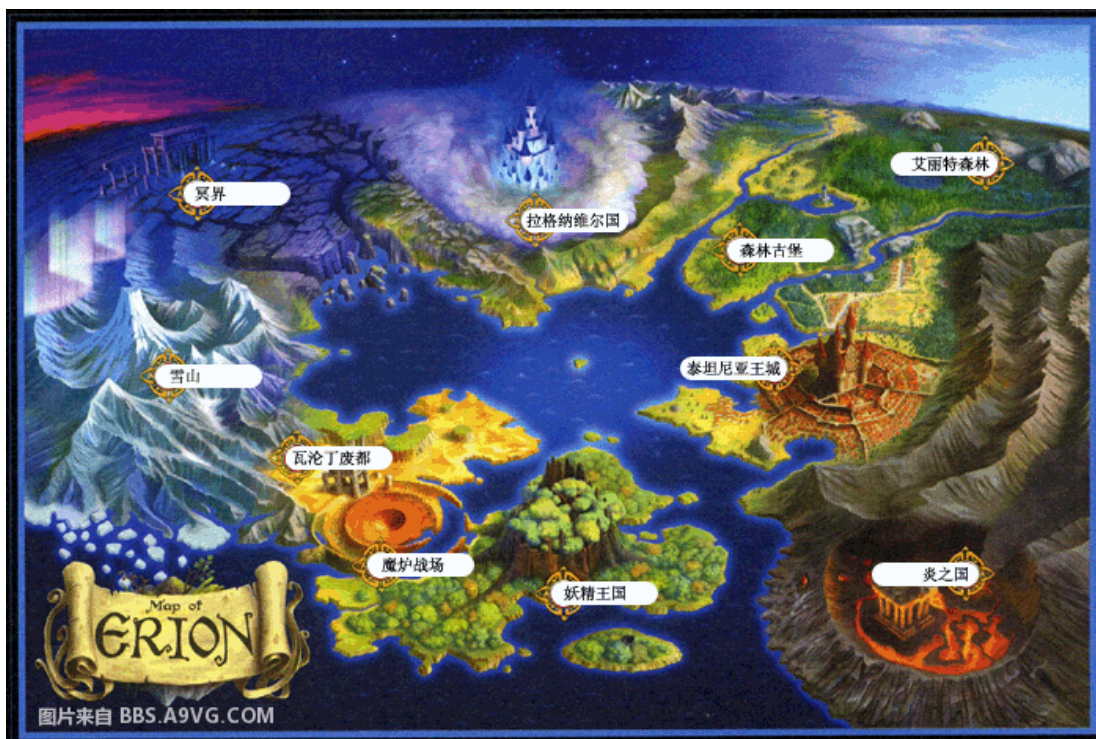 艾丽特森林
冥界
拉格纳维尔国
森林古堡
泰坦尼亚王城
雪山
瓦沦丁废都
魔炉战场
炎之国
妖精王国
Map of
ERION
图片来自 BBS.A9VG.COM